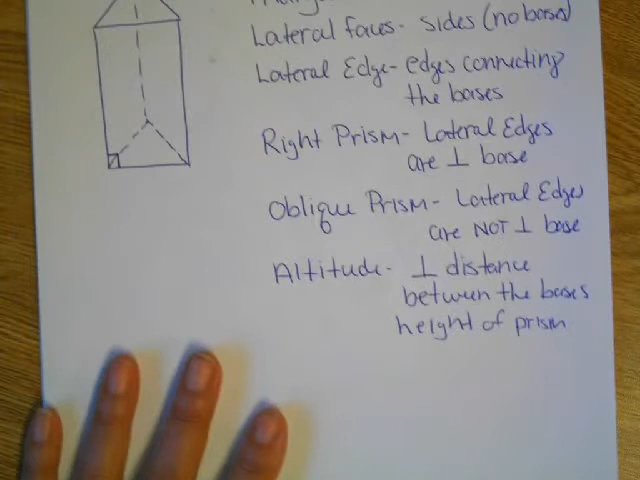 Lateral faces - sides (no bases)
Lateral Edge - edges connecting
the bases
Right Prism - Lateral Edges
are ⊥ base
Oblique Prism - Lateral Edges
are NOT ⊥ base
Altitude - ⊥ distance
between the bases
height of prism